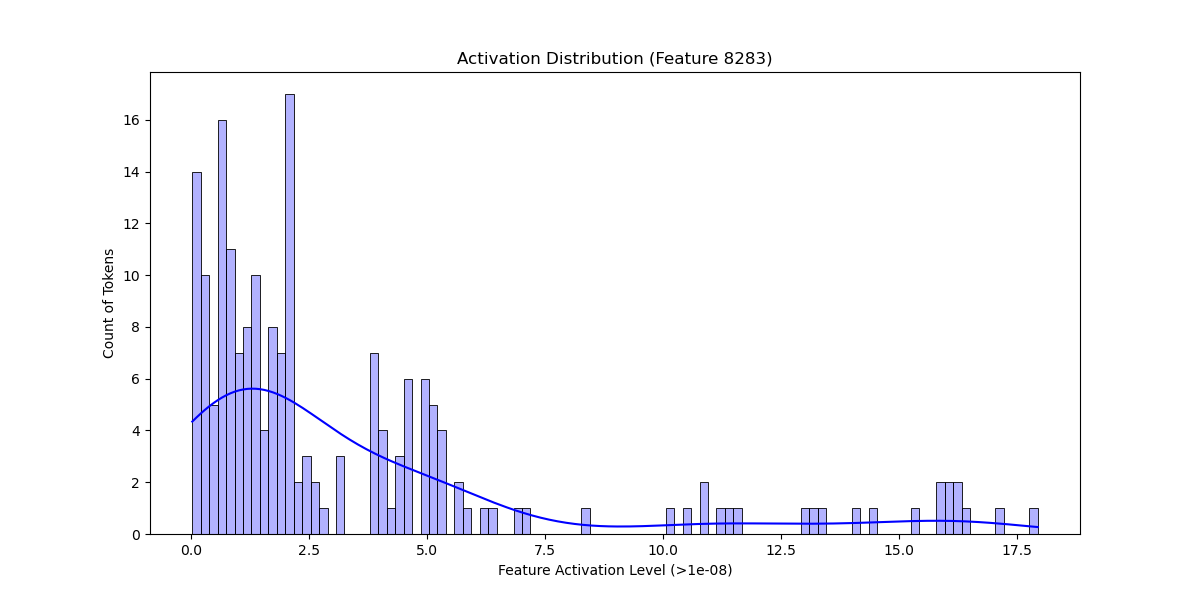 Activation Distribution (Feature 8283)
Count of Tokens
16
14
12
10
8
6
4
2
0
0.0 2.5 5.0 7.5 10.0 12.5 15.0 17.5
Feature Activation Level (>1e-08)